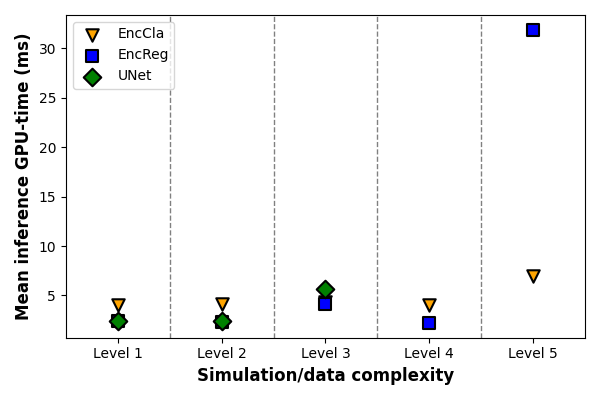 EncCla
EncReg
UNet
Mean inference GPU-time (ms)
30
25
20
15
10
5
Level 1 Level 2 Level 3 Level 4 Level 5
Simulation/data complexity